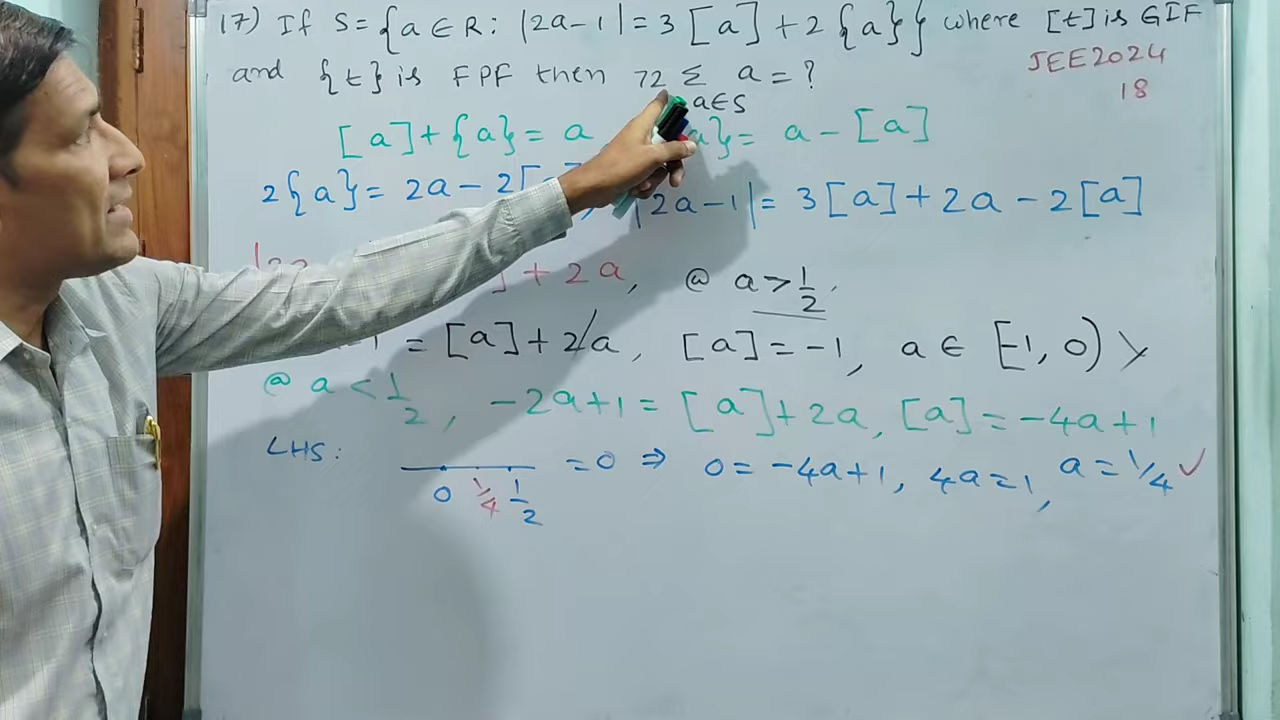 17) If S = {a ∈ R : |2a-1| = 3[a] + 2{a}} where [t] is GIF
and {t} is FPF then 72 Σ a = ?
a∈S
JEE2024
18
[a] + {a} = a a} = a - [a]
2{a} = 2a - 2[ |2a-1| = 3[a] + 2a - 2[a]
] + 2a, @ a > 1/2,
= [a] + 2a, [a] = -1, a ∈ [-1, 0)
@ a < 1/2, -2a+1 = [a] + 2a, [a] = -4a+1
LHS: = 0 ⇒ 0 = -4a+1, 4a = 1, a = 1/4 ✓
0 1/4 1/2